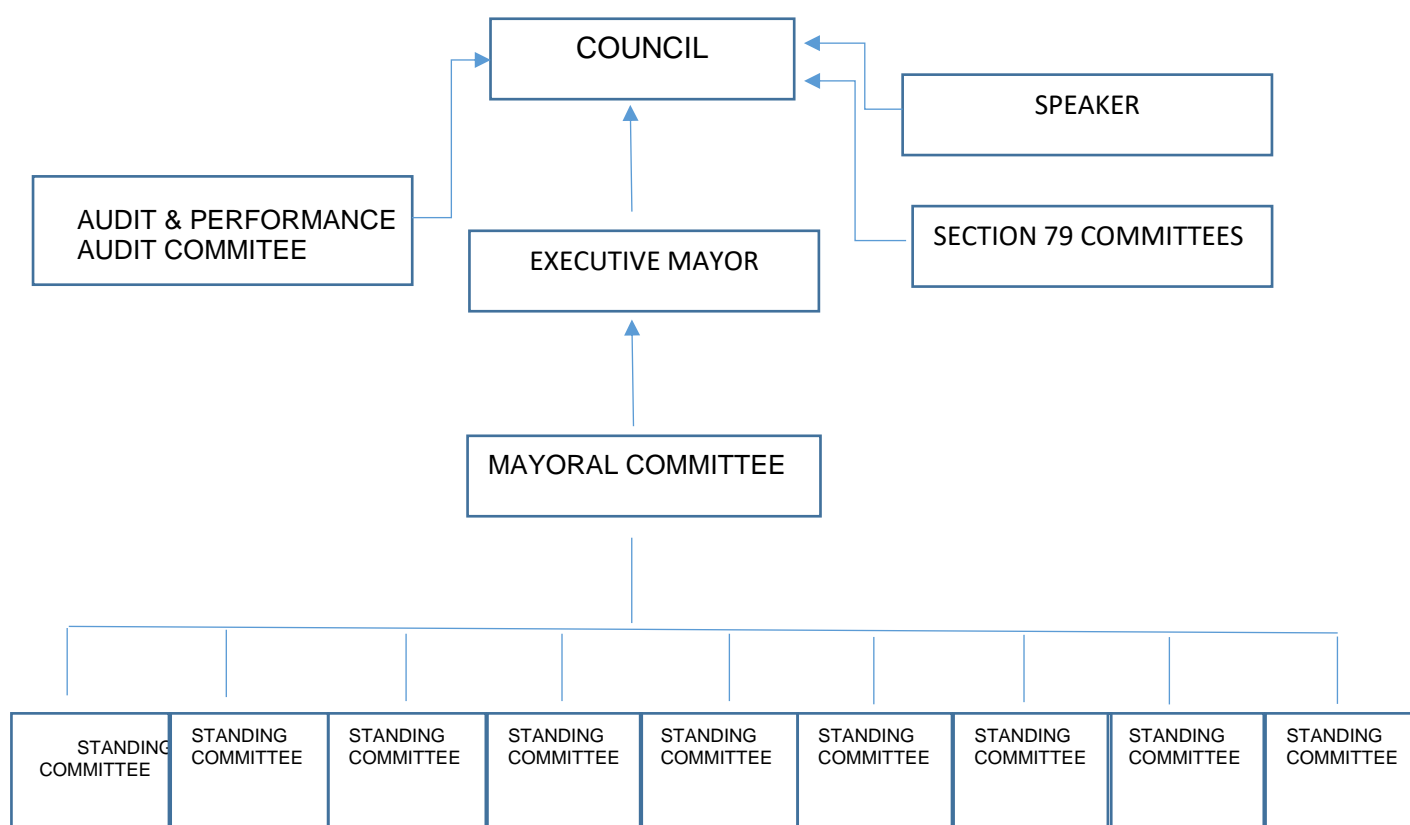 COUNCIL
SPEAKER
AUDIT & PERFORMANCE
AUDIT COMMITEE
SECTION 79 COMMITTEES
EXECUTIVE MAYOR
MAYORAL COMMITTEE
STANDING
COMMITTEE
STANDING
COMMITTEE
STANDING
COMMITTEE
STANDING
COMMITTEE
STANDING
COMMITTEE
STANDING
COMMITTEE
STANDING
COMMITTEE
STANDING
COMMITTEE
STANDING
COMMITTEE